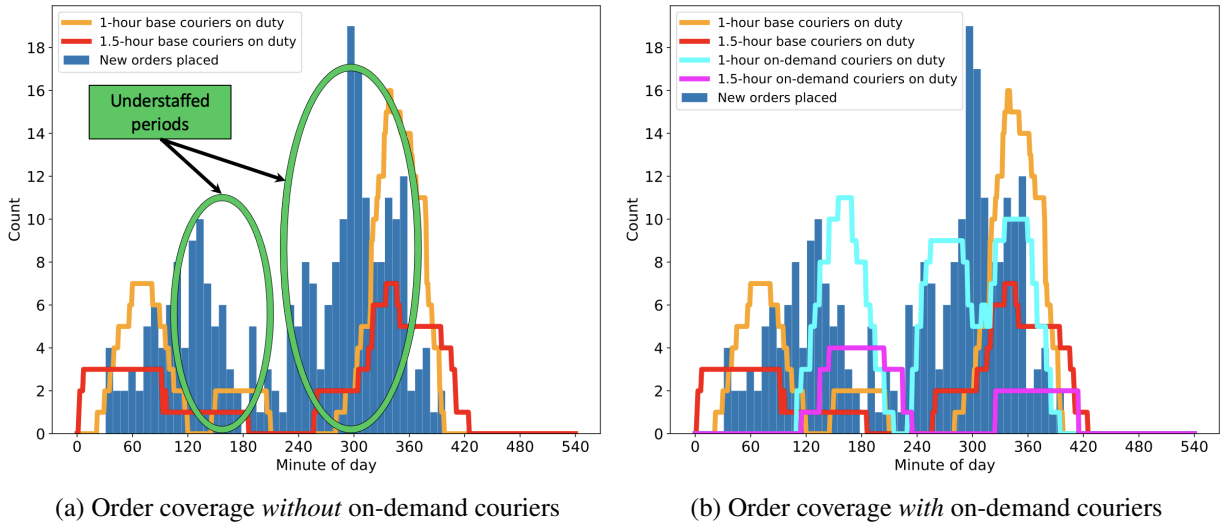 1-hour base couriers on duty
1.5-hour base couriers on duty
New orders placed
Understaffed
periods
18
16
14
12
10
8
6
4
2
0
Count
0 60 120 180 240 300 360 420 480 540
Minute of day
(a) Order coverage without on-demand couriers
1-hour base couriers on duty
1.5-hour base couriers on duty
1-hour on-demand couriers on duty
1.5-hour on-demand couriers on duty
New orders placed
18
16
14
12
10
8
6
4
2
0
Count
0 60 120 180 240 300 360 420 480 540
Minute of day
(b) Order coverage with on-demand couriers